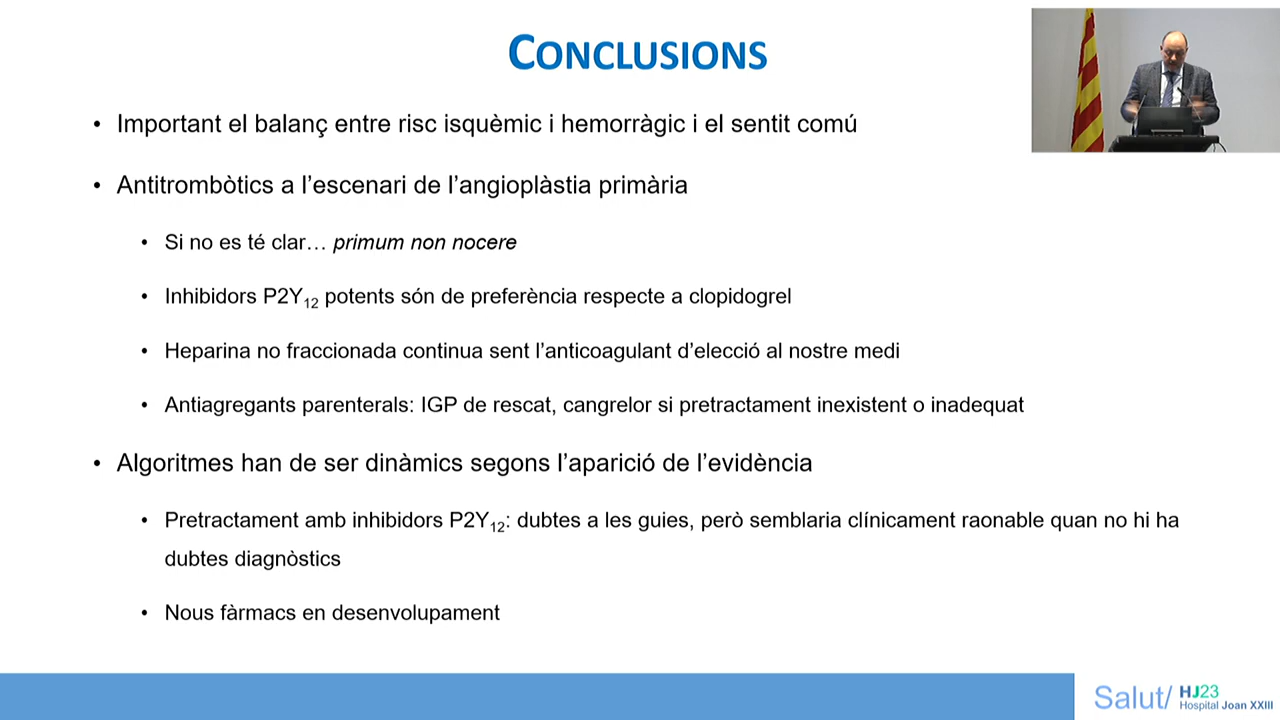 CONCLUSIONS
• Important el balanç entre risc isquèmic i hemorràgic i el sentit comú
• Antitrombòtics a l’escenari de l’angioplàstia primària
• Si no es té clar… primum non nocere
• Inhibidors P2Y12 potents són de preferència respecte a clopidogrel
• Heparina no fraccionada continua sent l’anticoagulant d’elecció al nostre medi
• Antiagregants parenterals: IGP de rescat, cangrelor si pretractament inexistent o inadequat
• Algoritmes han de ser dinàmics segons l’aparició de l’evidència
• Pretractament amb inhibidors P2Y12: dubtes a les guies, però semblaria clínicament raonable quan no hi ha
dubtes diagnòstics
• Nous fàrmacs en desenvolupament
Salut/ HJ23
Hospital Joan XXIII